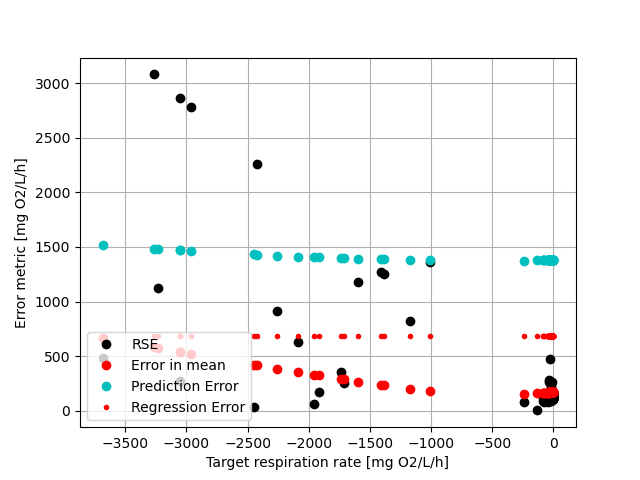 3000
2500
2000
1500
1000
500
0
Error metric [mg O2/L/h]
RSE
Error in mean
Prediction Error
Regression Error
−3500 −3000 −2500 −2000 −1500 −1000 −500 0
Target respiration rate [mg O2/L/h]